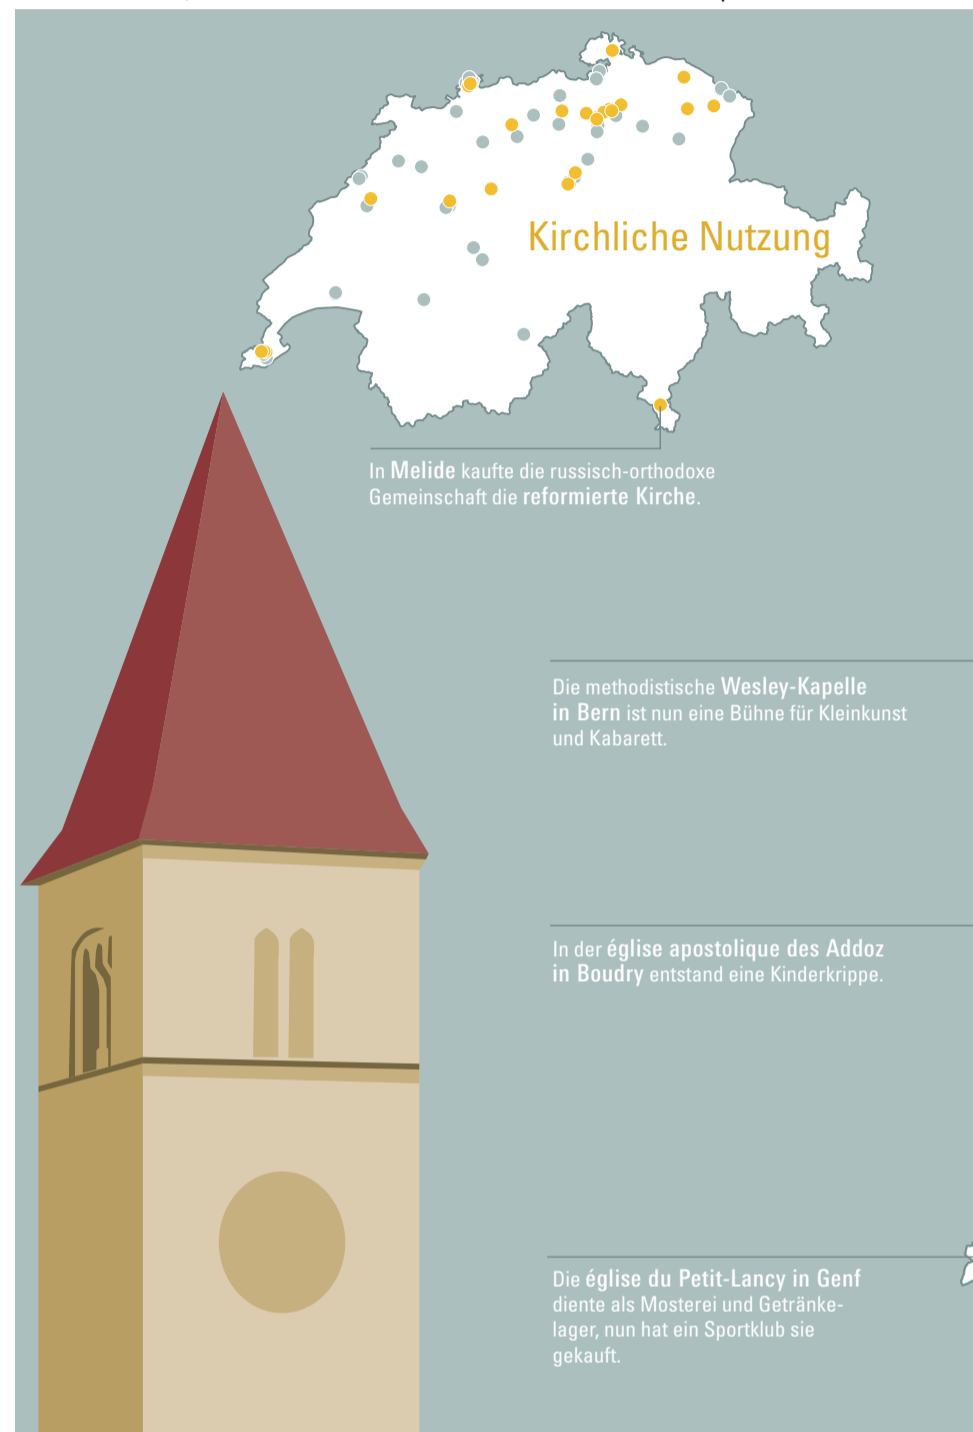 Kirchliche Nutzung
In Melide kaufte die russisch-orthodoxe
Gemeinschaft die reformierte Kirche.
Die methodistische Wesley-Kapelle
in Bern ist nun eine Bühne für Kleinkunst
und Kabarett.
In der église apostolique des Addoz
in Boudry entstand eine Kinderkrippe.
Die église du Petit-Lancy in Genf
diente als Mosterei und Getränke-
lager, nun hat ein Sportklub sie
gekauft.